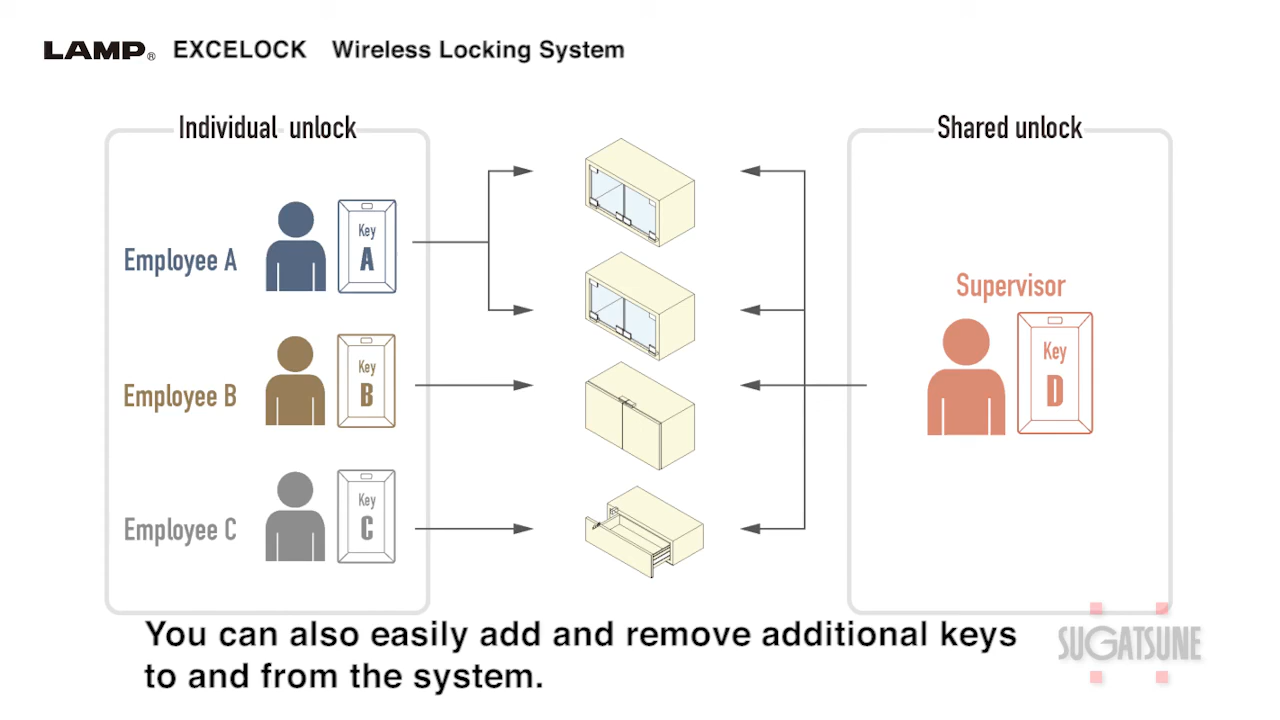 LAMP® EXCELOCK Wireless Locking System
Individual unlock
Shared unlock
Employee A
Key
A
Employee B
Key
B
Employee C
Key
C
Supervisor
Key
D
You can also easily add and remove additional keys
to and from the system.
SUGATSUNE